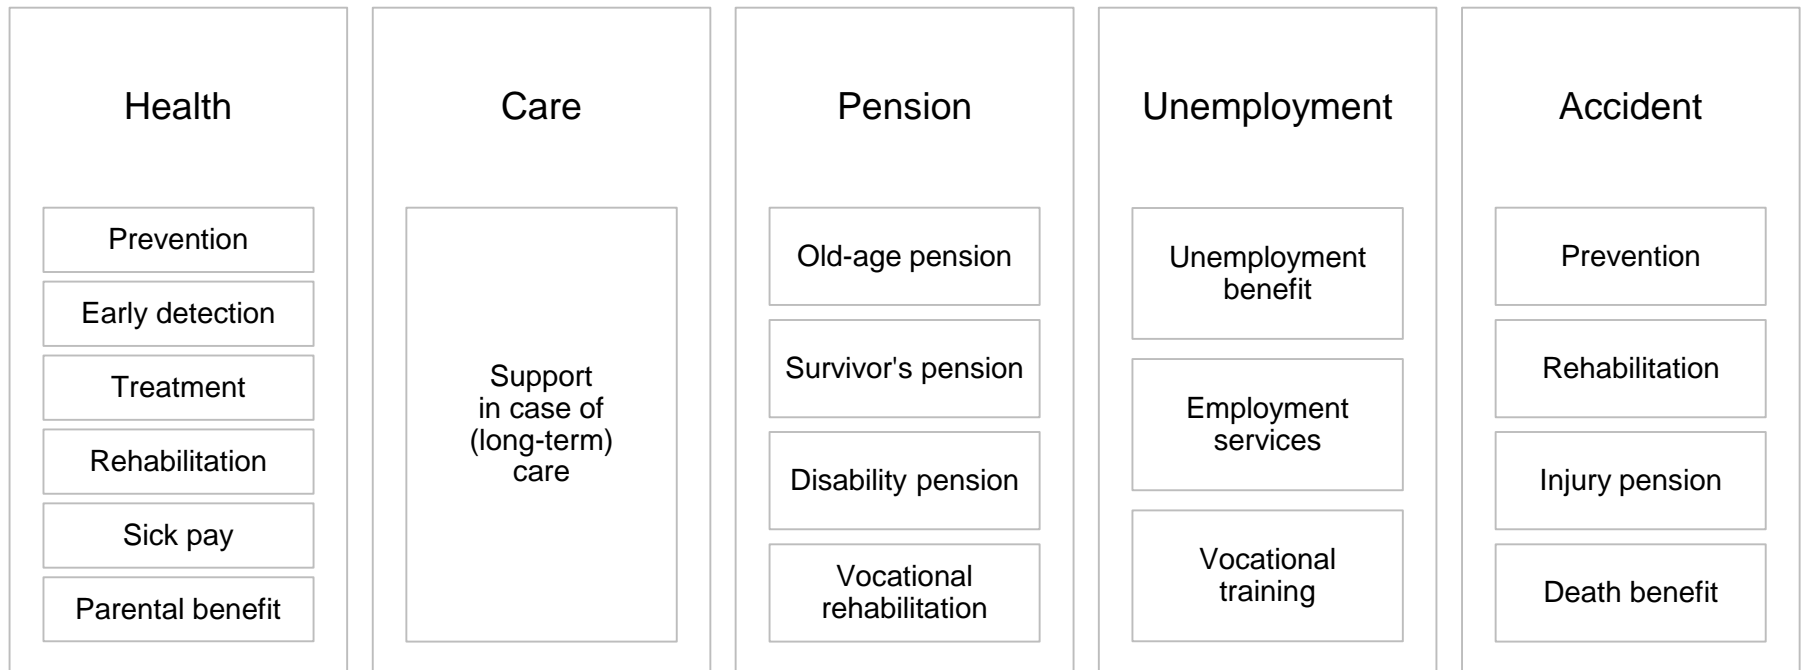 Health
Prevention
Early detection
Treatment
Rehabilitation
Sick pay
Parental benefit
Care
Support
in case of
(long-term)
care
Pension
Old-age pension
Survivor's pension
Disability pension
Vocational
rehabilitation
Unemployment
Unemployment
benefit
Employment
services
Vocational
training
Accident
Prevention
Rehabilitation
Injury pension
Death benefit